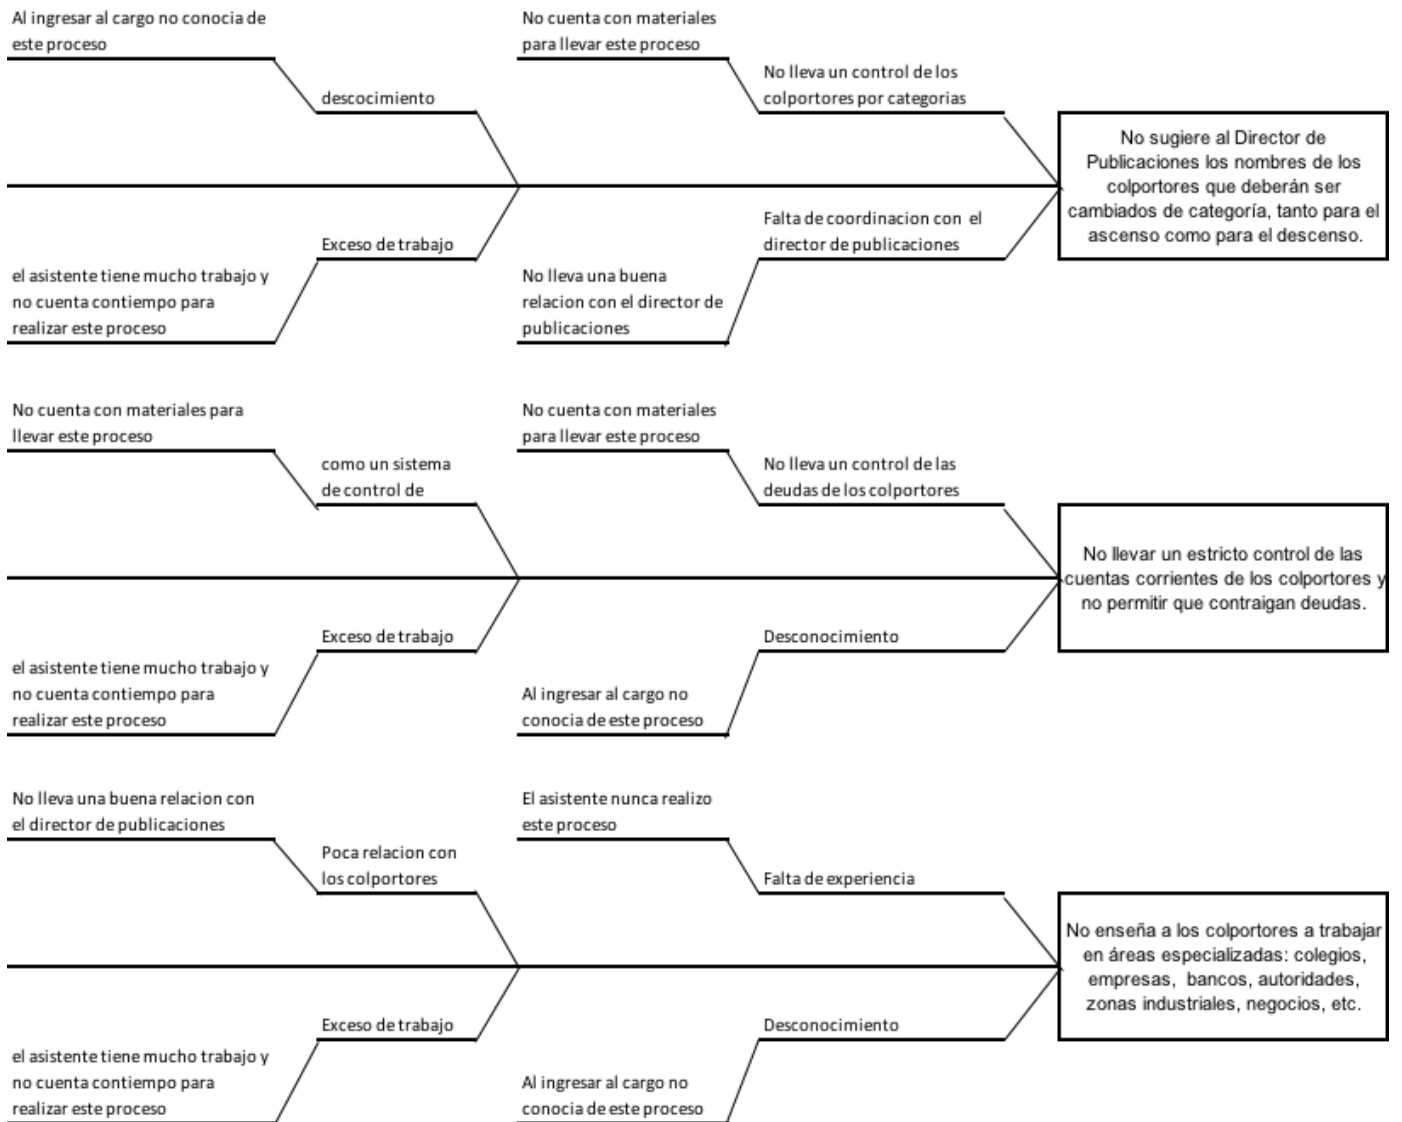 Al ingresar al cargo no conocia de
este proceso
descocimiento
No cuenta con materiales
para llevar este proceso
No lleva un control de los
colportores por categorias
el asistente tiene mucho trabajo y
no cuenta contiempo para
realizar este proceso
Exceso de trabajo
No lleva una buena
relacion con el director de
publicaciones
Falta de coordinacion con el
director de publicaciones
No sugiere al Director de
Publicaciones los nombres de los
colportores que deberán ser
cambiados de categoría, tanto para el
ascenso como para el descenso.
No cuenta con materiales para
llevar este proceso
como un sistema
de control de
No cuenta con materiales
para llevar este proceso
No lleva un control de las
deudas de los colportores
el asistente tiene mucho trabajo y
no cuenta contiempo para
realizar este proceso
Exceso de trabajo
Al ingresar al cargo no
conocia de este proceso
Desconocimiento
No llevar un estricto control de las
cuentas corrientes de los colportores y
no permitir que contraigan deudas.
No lleva una buena relacion con
el director de publicaciones
Poca relacion con
los colportores
El asistente nunca realizo
este proceso
Falta de experiencia
el asistente tiene mucho trabajo y
no cuenta contiempo para
realizar este proceso
Exceso de trabajo
Al ingresar al cargo no
conocia de este proceso
Desconocimiento
No enseña a los colportores a trabajar
en áreas especializadas: colegios,
empresas, bancos, autoridades,
zonas industriales, negocios, etc.